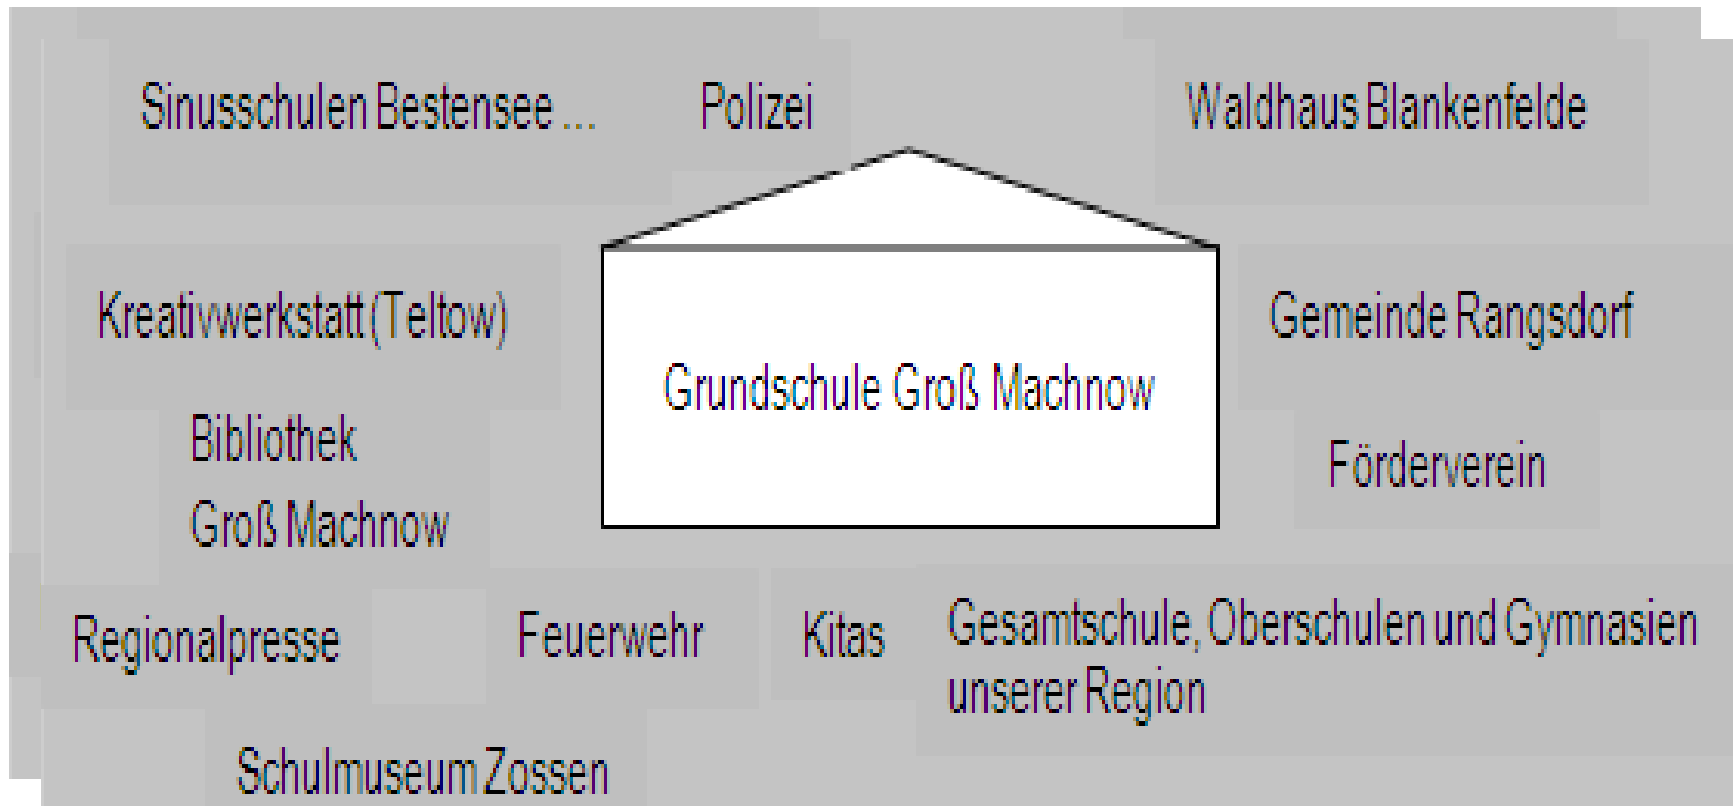 Sinusschulen Bestensee ...
Polizei
Waldhaus Blankenfelde
Kreativwerkstatt (Teltow)
Gemeinde Rangsdorf
Grundschule Groß Machnow
Bibliothek
Groß Machnow
Förderverein
Regionalpresse
Feuerwehr
Kitas
Gesamtschule, Oberschulen und Gymnasien
unserer Region
Schulmuseum Zossen